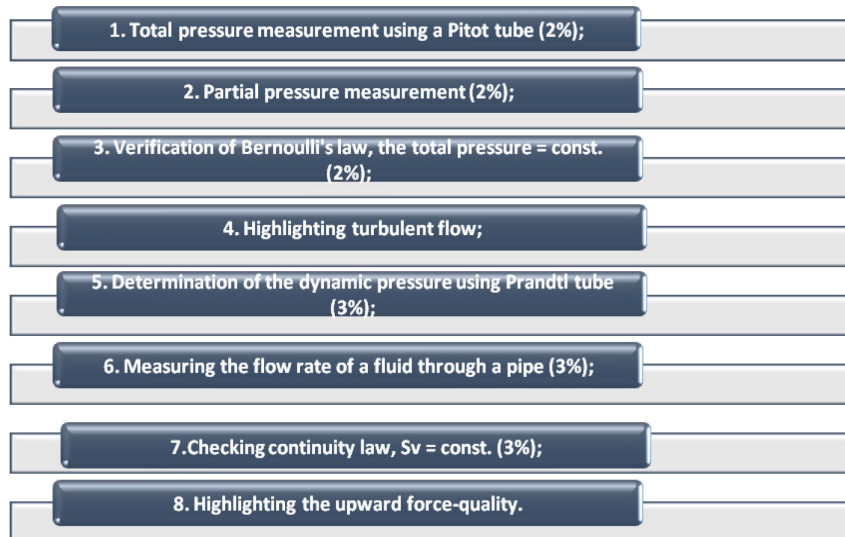 1. Total pressure measurement using a Pitot tube (2%);
2. Partial pressure measurement (2%);
3. Verification of Bernoulli's law, the total pressure = const.
(2%);
4. Highlighting turbulent flow;
5. Determination of the dynamic pressure using Prandtl tube
(3%);
6. Measuring the flow rate of a fluid through a pipe (3%);
7.Checking continuity law, Sv = const. (3%);
8. Highlighting the upward force-quality.